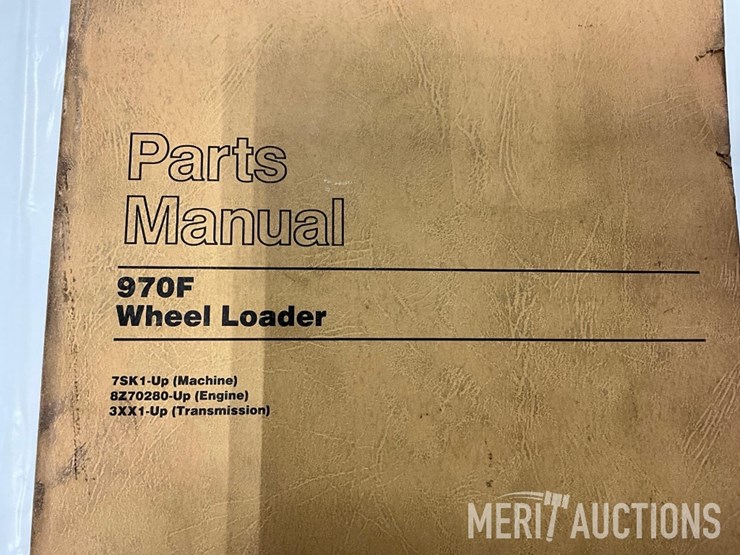 Parts
Manual
970F
Wheel Loader
7SK1-Up (Machine)
8Z70280-Up (Engine)
3XX1-Up (Transmission)
MERIT AUCTIONS